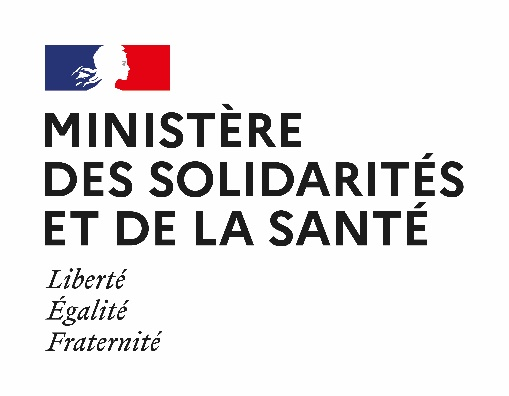 MINISTÈRE
DES SOLIDARITÉS
ET DE LA SANTÉ
Liberté
Égalité
Fraternité